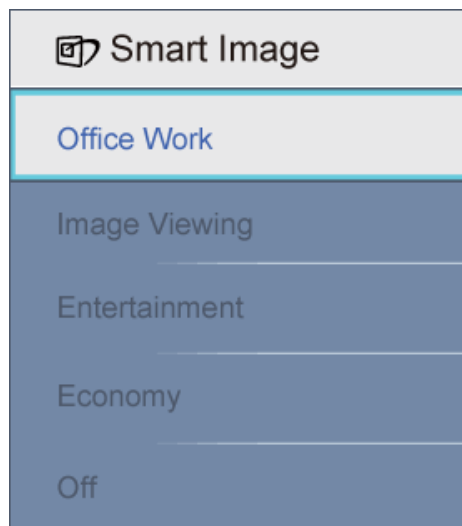 Smart Image
Office Work
Image Viewing
Entertainment
Economy
Off